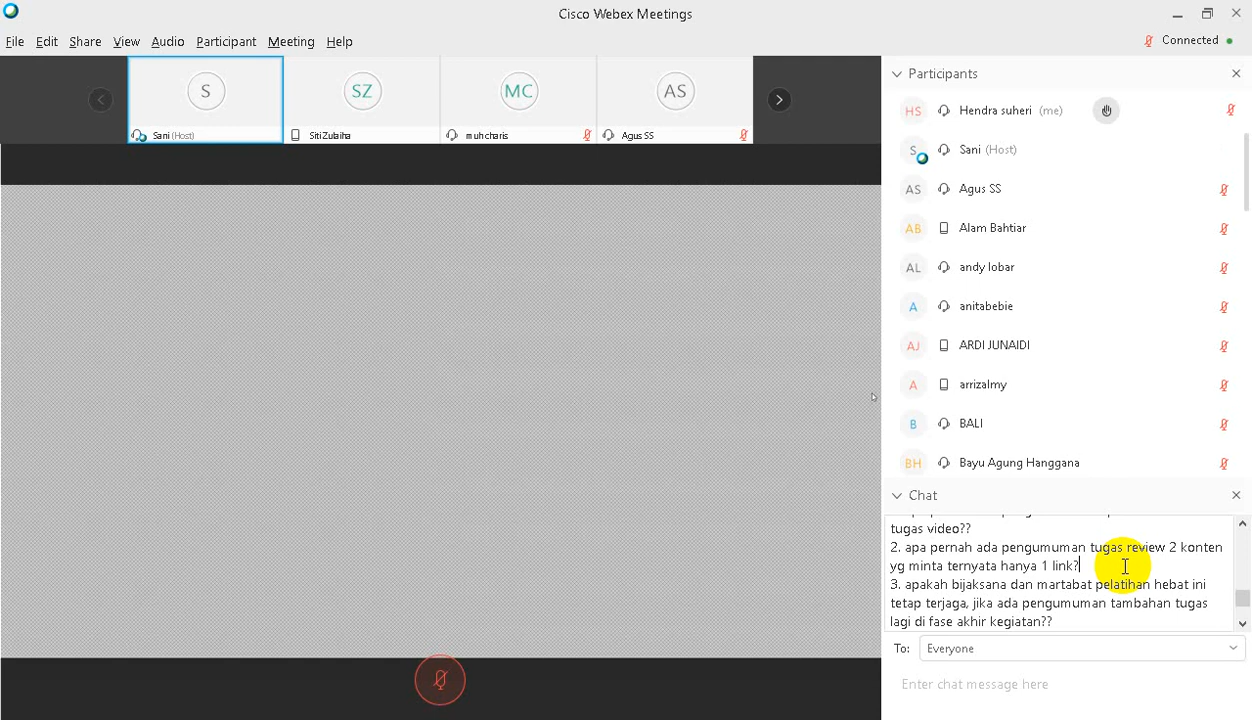 Cisco Webex Meetings
File Edit Share View Audio Participant Meeting Help
Connected
S
SZ
MC
AS
Sani (Host)
Siti Zulaiha
muh charis
Agus SS
Participants
HS Hendra suheri (me)
S Sani (Host)
AS Agus SS
AB Alam Bahtiar
AL andy lobar
A anitabebie
AJ ARDI JUNAIDI
A arrizalmy
B BALI
BH Bayu Agung Hanggana
Chat
tugas video??
2. apa pernah ada pengumuman tugas review 2 konten
yg minta ternyata hanya 1 link?
3. apakah bijaksana dan martabat pelatihan hebat ini
tetap terjaga, jika ada pengumuman tambahan tugas
lagi di fase akhir kegiatan??
To: Everyone
Enter chat message here